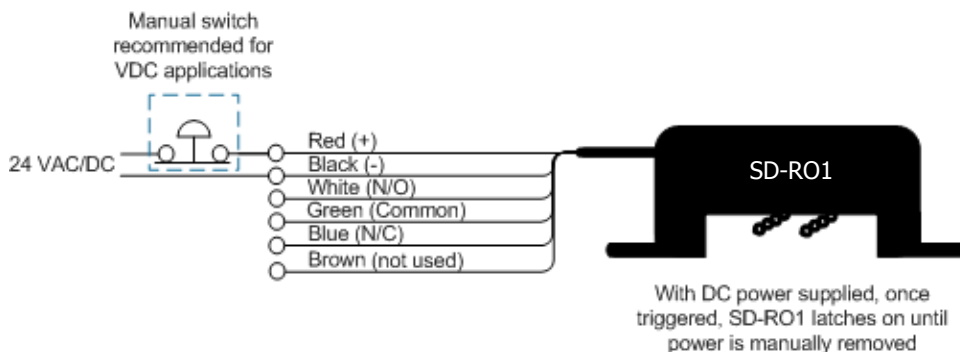 Manual switch
recommended for
VDC applications
24 VAC/DC
Red (+)
Black (-)
White (N/O)
Green (Common)
Blue (N/C)
Brown (not used)
SD-RO1
With DC power supplied, once
triggered, SD-RO1 latches on until
power is manually removed